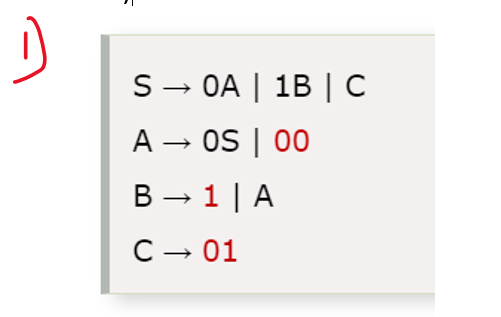 1)
S → 0A | 1B | C
A → 0S | 00
B → 1 | A
C → 01